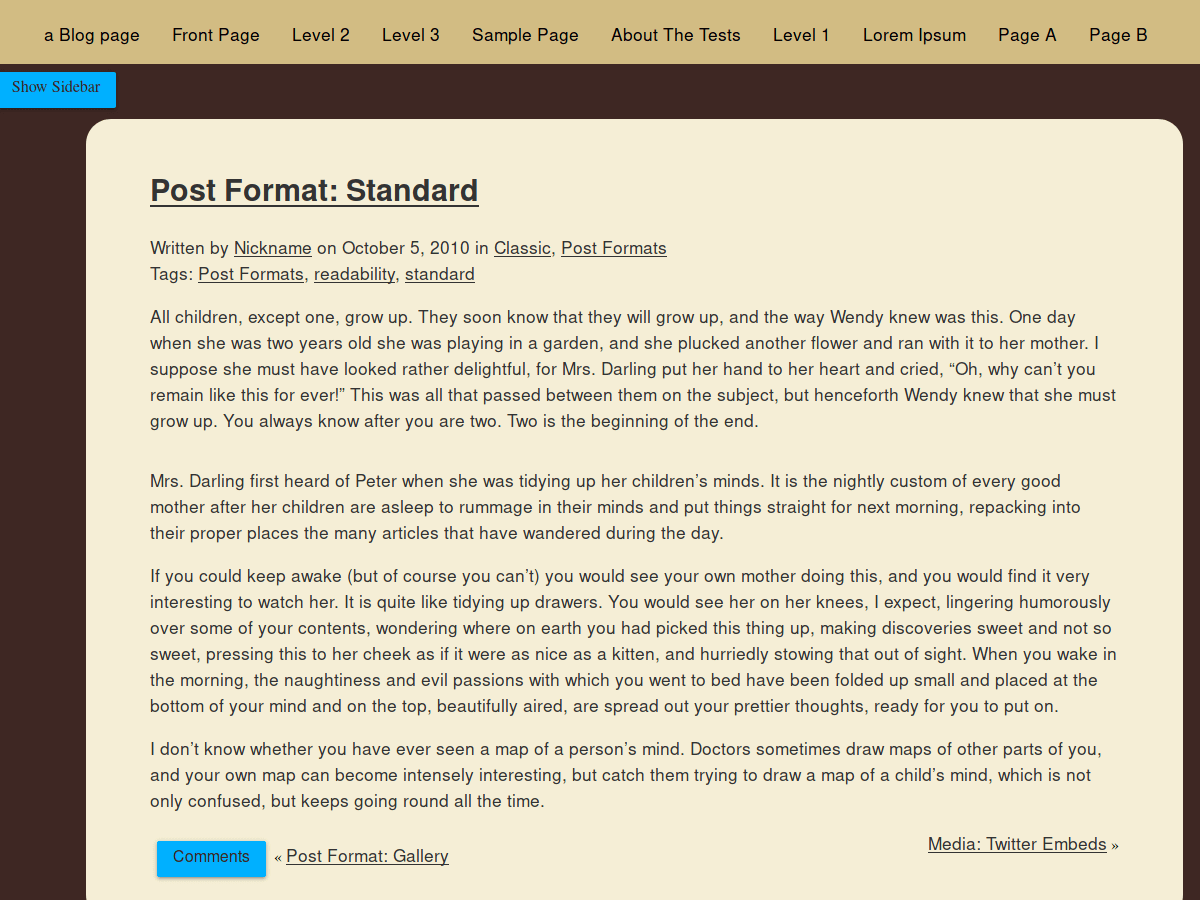 a Blog page Front Page Level 2 Level 3 Sample Page About The Tests Level 1 Lorem Ipsum Page A Page B
Show Sidebar
Post Format: Standard
Written by Nickname on October 5, 2010 in Classic, Post Formats
Tags: Post Formats, readability, standard
All children, except one, grow up. They soon know that they will grow up, and the way Wendy knew was this. One day
when she was two years old she was playing in a garden, and she plucked another flower and ran with it to her mother. I
suppose she must have looked rather delightful, for Mrs. Darling put her hand to her heart and cried, “Oh, why can’t you
remain like this for ever!” This was all that passed between them on the subject, but henceforth Wendy knew that she must
grow up. You always know after you are two. Two is the beginning of the end.
Mrs. Darling first heard of Peter when she was tidying up her children’s minds. It is the nightly custom of every good
mother after her children are asleep to rummage in their minds and put things straight for next morning, repacking into
their proper places the many articles that have wandered during the day.
If you could keep awake (but of course you can’t) you would see your own mother doing this, and you would find it very
interesting to watch her. It is quite like tidying up drawers. You would see her on her knees, I expect, lingering humorously
over some of your contents, wondering where on earth you had picked this thing up, making discoveries sweet and not so
sweet, pressing this to her cheek as if it were as nice as a kitten, and hurriedly stowing that out of sight. When you wake in
the morning, the naughtiness and evil passions with which you went to bed have been folded up small and placed at the
bottom of your mind and on the top, beautifully aired, are spread out your prettier thoughts, ready for you to put on.
I don’t know whether you have ever seen a map of a person’s mind. Doctors sometimes draw maps of other parts of you,
and your own map can become intensely interesting, but catch them trying to draw a map of a child’s mind, which is not
only confused, but keeps going round all the time.
Comments « Post Format: Gallery
Media: Twitter Embeds »